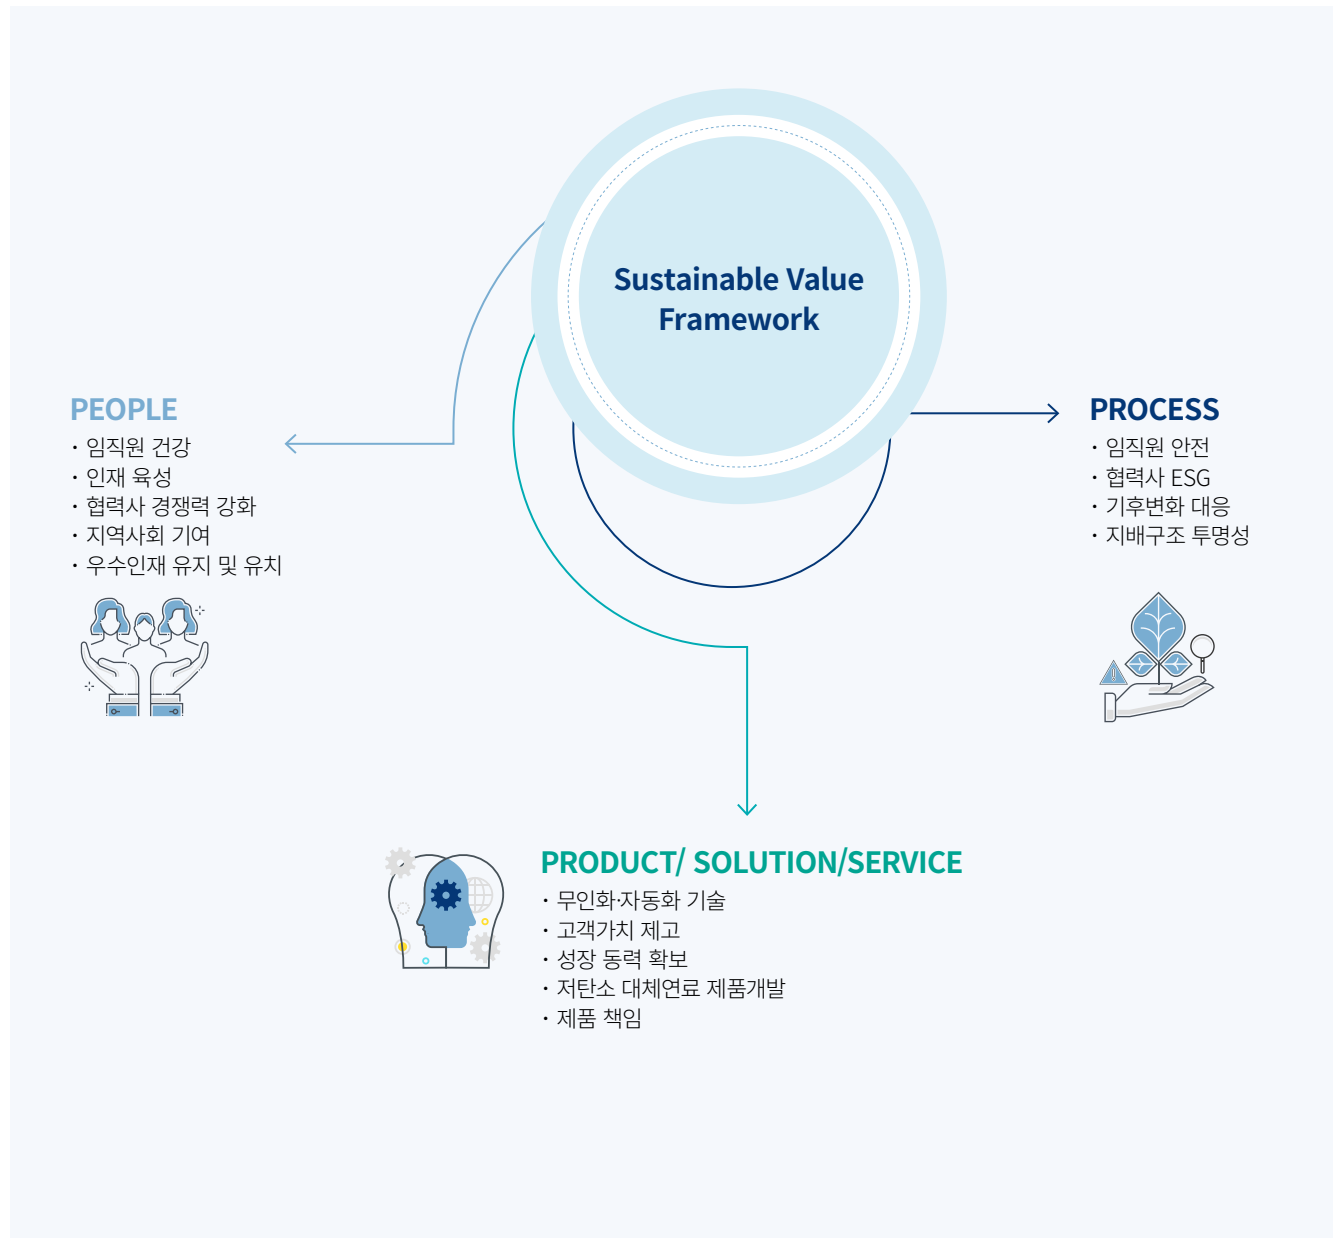 Sustainable Value
Framework
PEOPLE
· 임직원 건강
· 인재 육성
· 협력사 경쟁력 강화
· 지역사회 기여
· 우수인재 유지 및 유치
PROCESS
· 임직원 안전
· 협력사 ESG
· 기후변화 대응
· 지배구조 투명성
PRODUCT/ SOLUTION/SERVICE
· 무인화·자동화 기술
· 고객가치 제고
· 성장 동력 확보
· 저탄소 대체연료 제품개발
· 제품 책임